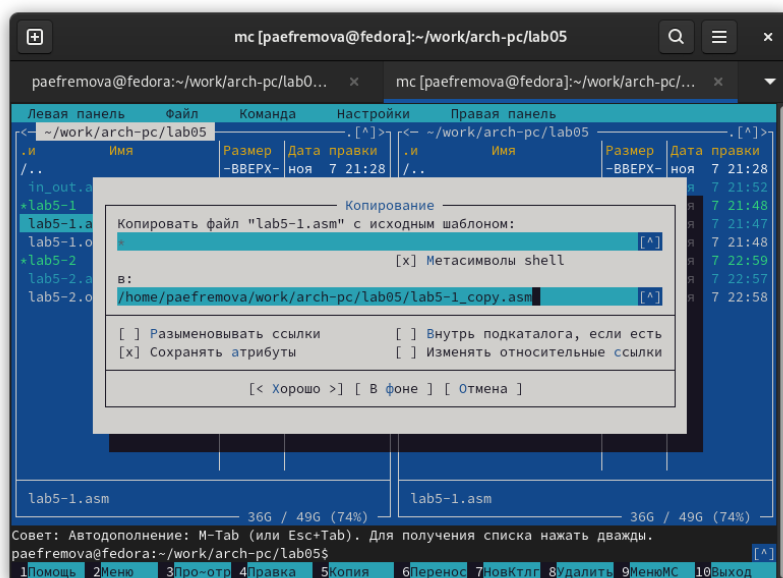 mc [paefremova@fedora]:~/work/arch-pc/lab05
paefremova@fedora:~/work/arch-pc/lab0... × mc [paefremova@fedora]:~/work/arch-pc/... ×
Левая панель Файл Команда Настройки Правая панель
<— ~/work/arch-pc/lab05 .[^]> <— ~/work/arch-pc/lab05 .[^]>
.и Имя Размер Дата правки .и Имя Размер Дата правки
/.. -ВВЕРХ- ноя 7 21:28 /.. -ВВЕРХ- ноя 7 21:28
in_out.a я 7 21:52
*lab5-1 я 7 21:48
lab5-1.a я 7 21:47
lab5-1.o я 7 21:48
*lab5-2 я 7 22:59
lab5-2.a я 7 22:57
lab5-2.o я 7 22:58
Копирование
Копировать файл "lab5-1.asm" с исходным шаблоном:
* [^]
[x] Метасимволы shell
в:
/home/paefremova/work/arch-pc/lab05/lab5-1_copy.asm [^]
[ ] Разыменовывать ссылки [ ] Внутрь подкаталога, если есть
[x] Сохранять атрибуты [ ] Изменять относительные ссылки
[< Хорошо >] [ В фоне ] [ Отмена ]
lab5-1.asm lab5-1.asm
36G / 49G (74%) 36G / 49G (74%)
Совет: Автодополнение: M-Tab (или Esc+Tab). Для получения списка нажать дважды.
paefremova@fedora:~/work/arch-pc/lab05$ [^]
1Помощь 2Меню 3Про~отр 4Правка 5Копия 6Перенос 7НовКтлг 8Удалить 9МенюMC 10Выход